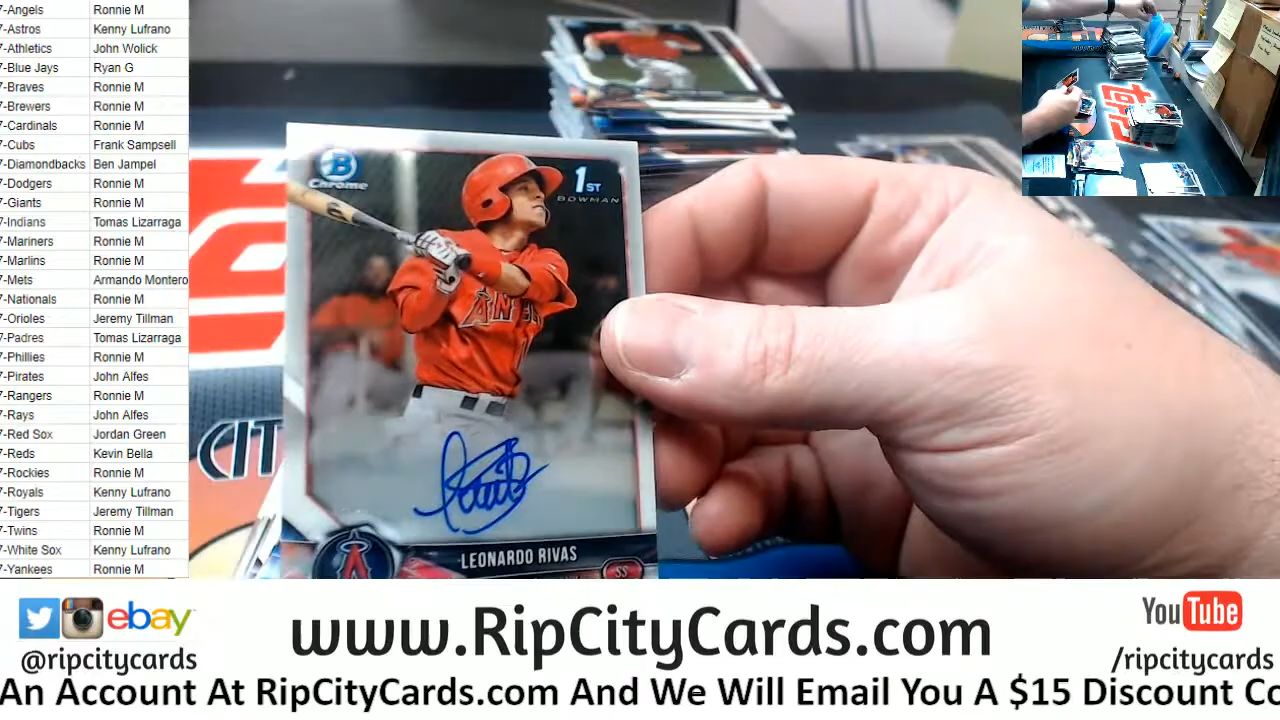 7-Angels Ronnie M
7-Astros Kenny Lufrano
7-Athletics John Wolick
7-Blue Jays Ryan G
7-Braves Ronnie M
7-Brewers Ronnie M
7-Cardinals Ronnie M
7-Cubs Frank Sampsell
7-Diamondbacks Ben Jampel
7-Dodgers Ronnie M
7-Giants Ronnie M
7-Indians Tomas Lizarraga
7-Mariners Ronnie M
7-Marlins Ronnie M
7-Mets Armando Montero
7-Nationals Ronnie M
7-Orioles Jeremy Tillman
7-Padres Tomas Lizarraga
7-Phillies Ronnie M
7-Pirates John Alfes
7-Rangers Ronnie M
7-Rays John Alfes
7-Red Sox Jordan Green
7-Reds Kevin Bella
7-Rockies Ronnie M
7-Royals Kenny Lufrano
7-Tigers Jeremy Tillman
7-Twins Ronnie M
7-White Sox Kenny Lufrano
7-Yankees Ronnie M
B
Chrome
1ST
BOWMAN
ANGEL
CIT
LEONARDO RIVAS
A
SS
ebay
@ripcitycards
www.RipCityCards.com
YouTube
/ripcitycards
An Account At RipCityCards.com And We Will Email You A $15 Discount Co